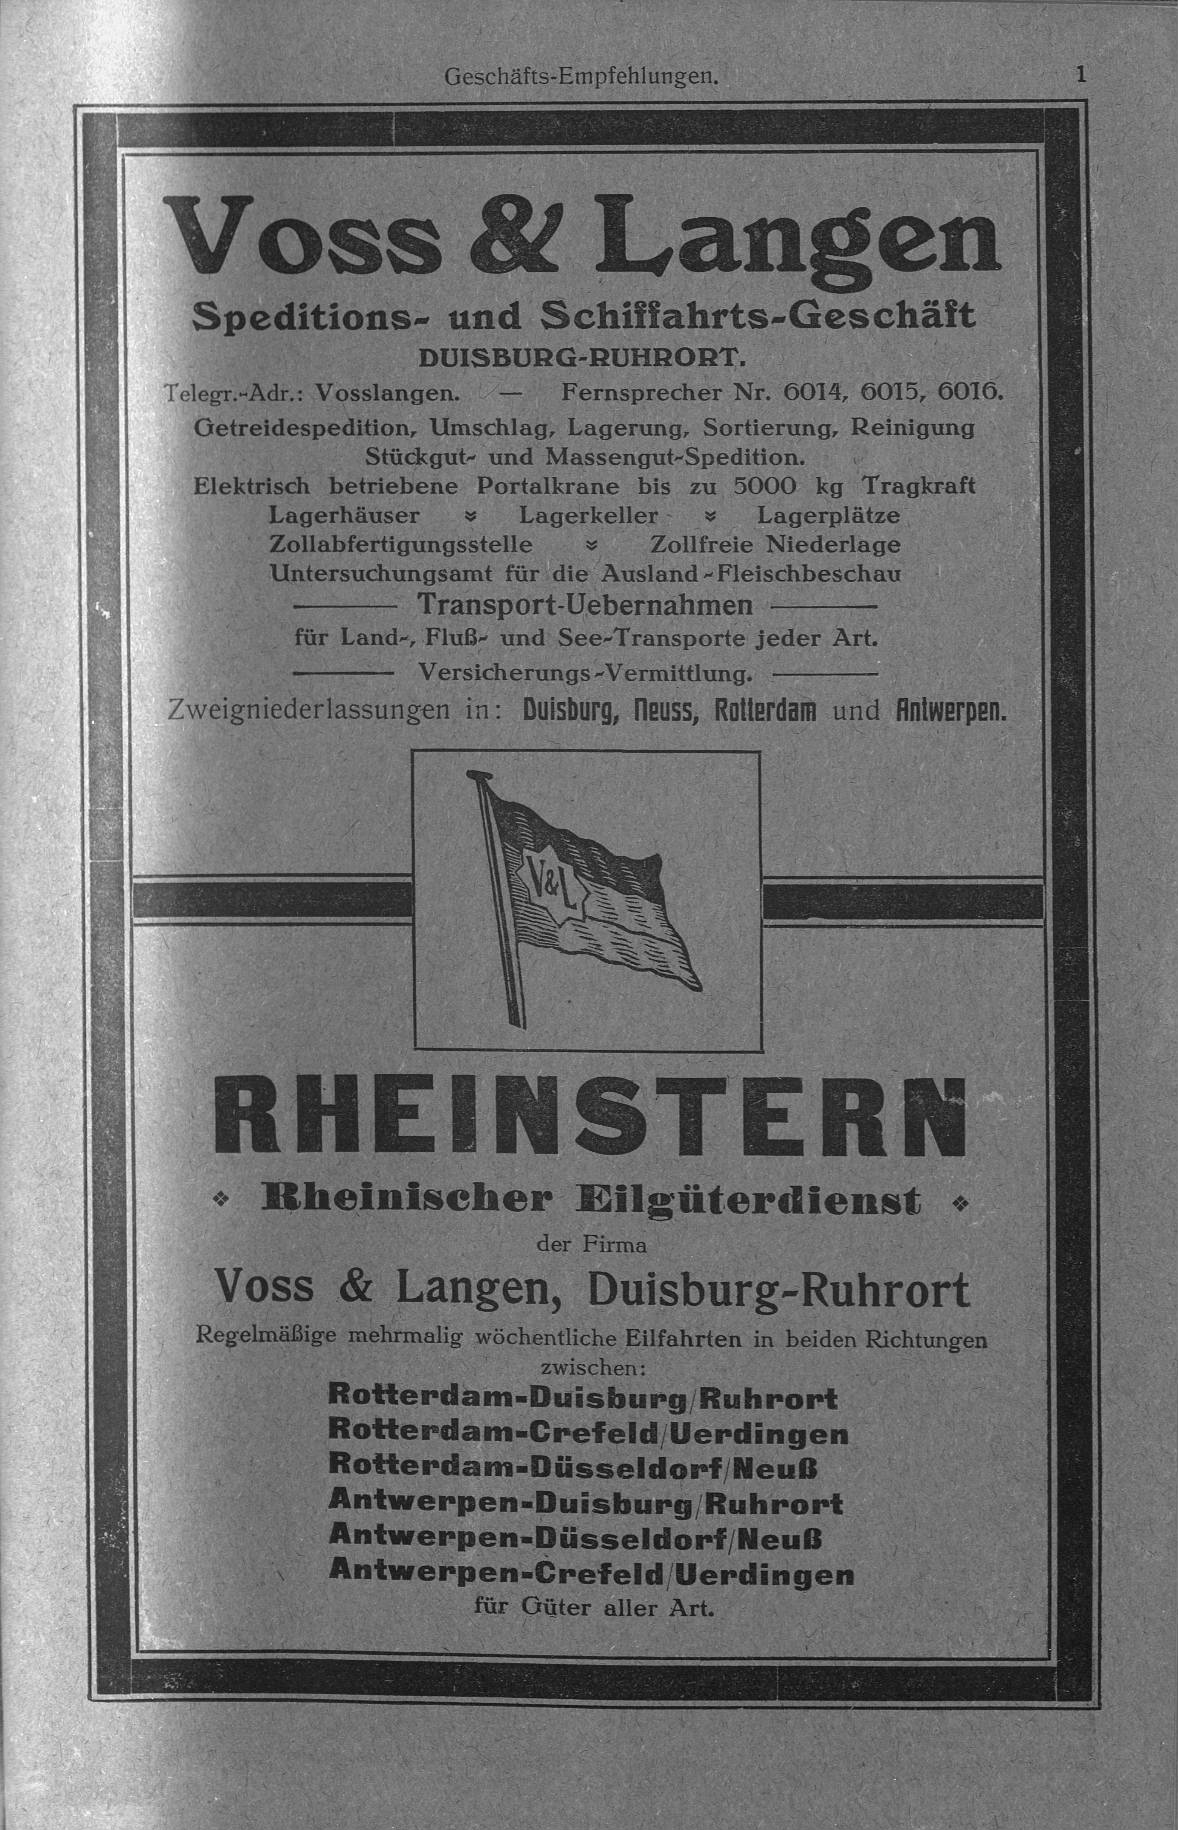 Geschäfts-Empfehlungen.
1
Voss & Langen
Speditions- und Schiffahrts-Geschäft
DUISBURG-RUHRORT.
Telegr.-Adr.: Vosslangen. — Fernsprecher Nr. 6014, 6015, 6016.
Getreidespedition, Umschlag, Lagerung, Sortierung, Reinigung
Stückgut- und Massengut-Spedition.
Elektrisch betriebene Portalkrane bis zu 5000 kg Tragkraft
Lagerhäuser Lagerkeller Lagerplätze
Zollabfertigungsstelle Zollfreie Niederlage
Untersuchungsamt für die Ausland-Fleischbeschau
Transport-Uebernahmen
für Land-, Fluß- und See-Transporte jeder Art.
Versicherungs-Vermittlung.
Zweigniederlassungen in: Duisburg, Neuss, Rotterdam und Antwerpen.
V&L
RHEINSTERN
Rheinischer Eilgüterdienst
der Firma
Voss & Langen, Duisburg-Ruhrort
Regelmäßige mehrmalig wöchentliche Eilfahrten in beiden Richtungen
zwischen:
Rotterdam-Duisburg/Ruhrort
Rotterdam-Crefeld/Uerdingen
Rotterdam-Düsseldorf/Neuß
Antwerpen-Duisburg/Ruhrort
Antwerpen-Düsseldorf/Neuß
Antwerpen-Crefeld/Uerdingen
für Güter aller Art.